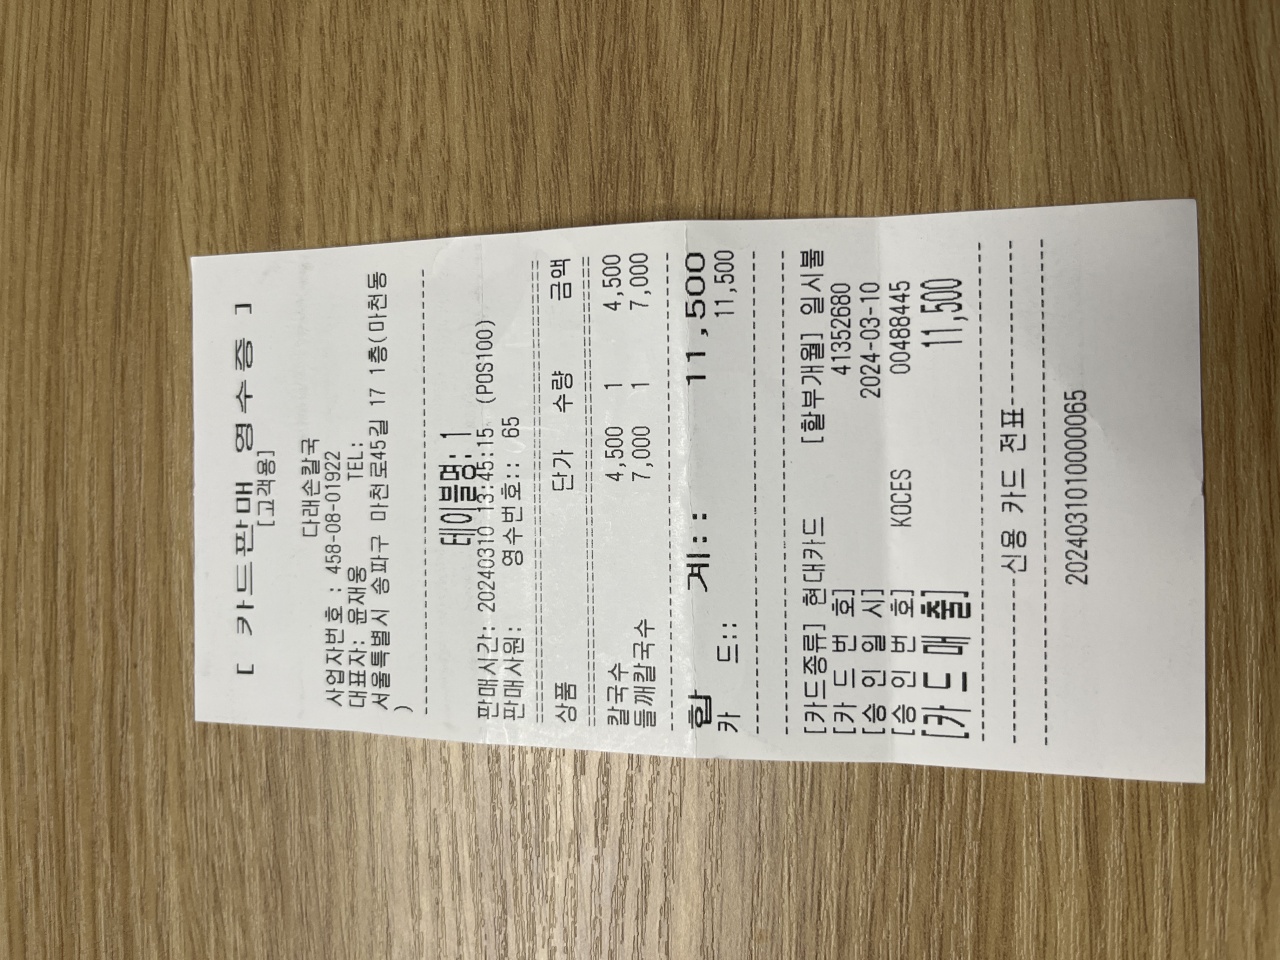 [ 카드판매 영수증 ]
[고객용]
다래손칼국
사업자번호 : 458-08-01922
대표자: 윤재웅 TEL:
서울특별시 송파구 마천로45길 17 1층(마천동
)
테이블명: 1
판매시간: 20240310 13:45:15 (POS100)
판매사원: 영수번호:: 65
상품 단가 수량 금액
칼국수 4,500 1 4,500
들깨칼국수 7,000 1 7,000
합 계:: 11,500
카 드:: 11,500
[카드종류] 현대카드 [할부개월] 일시불
[카 드 번 호] 41352680
[승 인 일 시] 2024-03-10
[승 인 번 호] KOCES 00488445
[카 드 매 출] 11,500
신용 카드 전표
2024031010000065